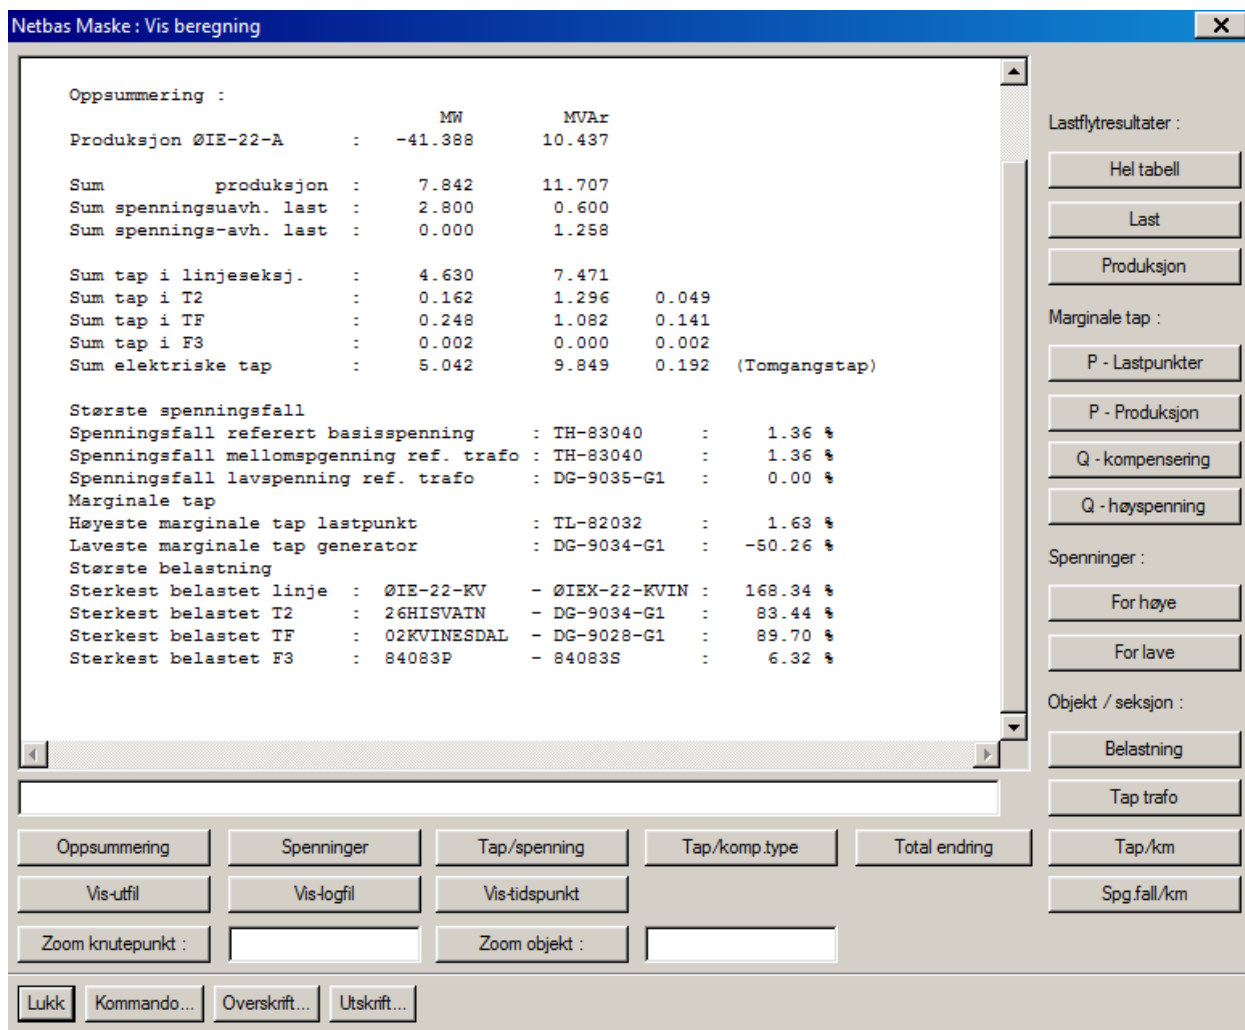 Netbas Maske : Vis beregning
Oppsummering :
MW MVAr
Produksjon ØIE-22-A : -41.388 10.437
Sum produksjon : 7.842 11.707
Sum spenningsuavh. last : 2.800 0.600
Sum spennings-avh. last : 0.000 1.258
Sum tap i linjeseksj. : 4.630 7.471
Sum tap i T2 : 0.162 1.296 0.049
Sum tap i TF : 0.248 1.082 0.141
Sum tap i F3 : 0.002 0.000 0.002
Sum elektriske tap : 5.042 9.849 0.192 (Tomgangstap)
Største spenningsfall
Spenningsfall referert basisspenning : TH-83040 : 1.36 %
Spenningsfall mellomspgenning ref. trafo : TH-83040 : 1.36 %
Spenningsfall lavspenning ref. trafo : DG-9035-G1 : 0.00 %
Marginale tap
Høyeste marginale tap lastpunkt : TL-82032 : 1.63 %
Laveste marginale tap generator : DG-9034-G1 : -50.26 %
Største belastning
Sterkest belastet linje : ØIE-22-KV - ØIEX-22-KVIN : 168.34 %
Sterkest belastet T2 : 26HISVATN - DG-9034-G1 : 83.44 %
Sterkest belastet TF : 02KVINESDAL - DG-9028-G1 : 89.70 %
Sterkest belastet F3 : 84083P - 84083S : 6.32 %
Lastflytresultater :
Hel tabell
Last
Produksjon
Marginale tap :
P - Lastpunkter
P - Produksjon
Q - kompensering
Q - høyspenning
Spenninger :
For høye
For lave
Objekt / seksjon :
Belastning
Tap trafo
Oppsummering Spenninger Tap/spenning Tap/komp.type Total endring Tap/km
Vis-utfil Vis-logfil Vis-tidspunkt Spg.fall/km
Zoom knutepunkt : Zoom objekt :
Lukk Kommando... Overskrift... Utskrift...